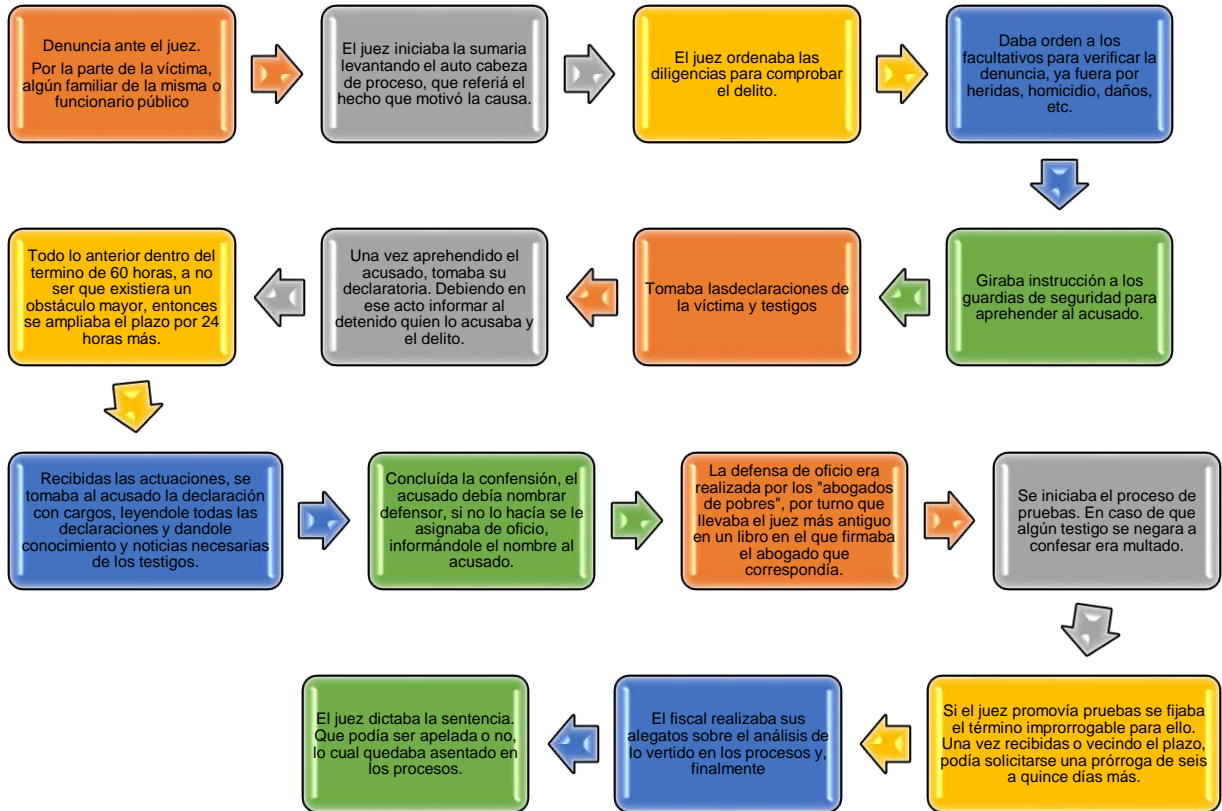 Denuncia ante el juez.
Por la parte de la víctima,
algún familiar de la misma o
funcionario público
El juez iniciaba la sumaria
levantando el auto cabeza
de proceso, que referiá el
hecho que motivó la causa.
El juez ordenaba las
diligencias para comprobar
el delito.
Daba orden a los
facultativos para verificar la
denuncia, ya fuera por
heridas, homicidio, daños,
etc.
Giraba instrucción a los
guardias de seguridad para
aprehender al acusado.
Tomaba lasdeclaraciones de
la víctima y testigos
Una vez aprehendido el
acusado, tomaba su
declaratoria. Debiendo en
ese acto informar al
detenido quien lo acusaba y
el delito.
Todo lo anterior dentro del
termino de 60 horas, a no
ser que existiera un
obstáculo mayor, entonces
se ampliaba el plazo por 24
horas más.
Recibidas las actuaciones, se
tomaba al acusado la declaración
con cargos, leyendole todas las
declaraciones y dandole
conocimiento y noticias necesarias
de los testigos.
Concluída la confensión, el
acusado debía nombrar
defensor, si no lo hacía se le
asignaba de oficio,
informándole el nombre al
acusado.
La defensa de oficio era
realizada por los "abogados
de pobres", por turno que
llevaba el juez más antiguo
en un libro en el que firmaba
el abogado que
correspondía.
Se iniciaba el proceso de
pruebas. En caso de que
algún testigo se negara a
confesar era multado.
Si el juez promovía pruebas se fijaba
el término improrrogable para ello.
Una vez recibidas o vecindo el plazo,
podía solicitarse una prórroga de seis
a quince días más.
El fiscal realizaba sus
alegatos sobre el análisis de
lo vertido en los procesos y,
finalmente
El juez dictaba la sentencia.
Que podía ser apelada o no,
lo cual quedaba asentado en
los procesos.